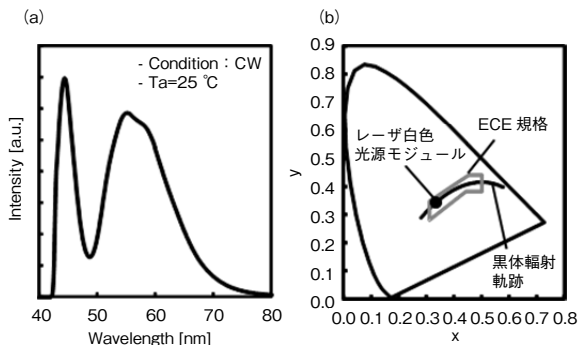 (a)
- Condition : CW
- Ta=25 ℃
Intensity [a.u.]
40 50 60 70 80
Wavelength [nm]
(b)
0.9
0.8
0.7
0.6
0.5
0.4
0.3
0.2
0.1
0.0
y
ECE 規格
レーザ白色
光源モジュール
黒体輻射
軌跡
0.0 0.1 0.2 0.3 0.4 0.5 0.6 0.7 0.8
x